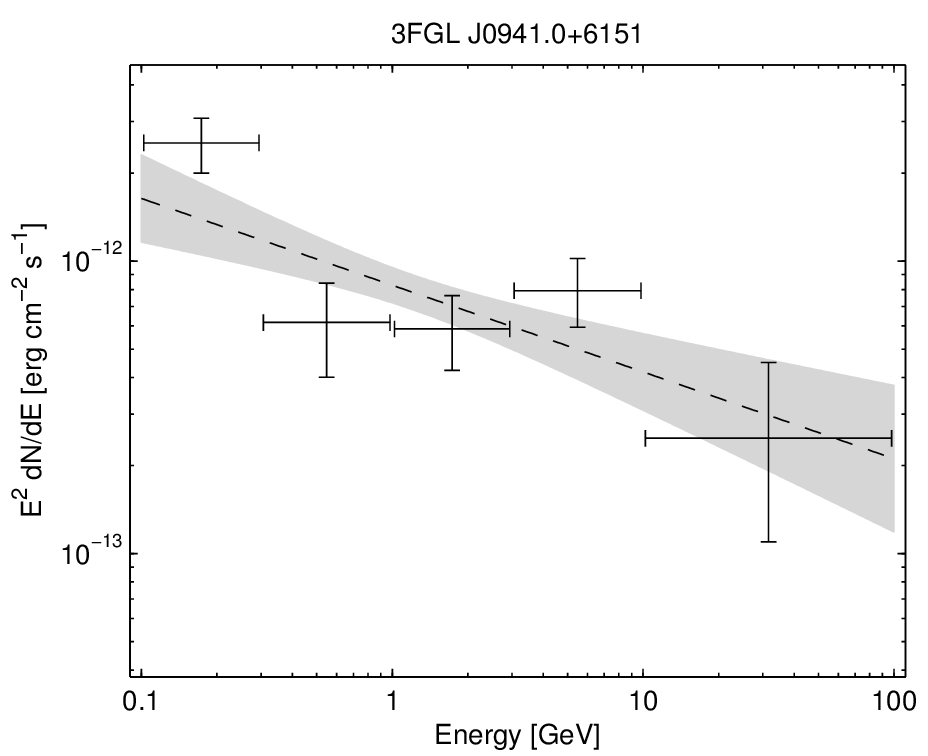 3FGL J0941.0+6151
E² dN/dE [erg cm⁻² s⁻¹]
10⁻¹²
10⁻¹³
0.1 1 10 100
Energy [GeV]